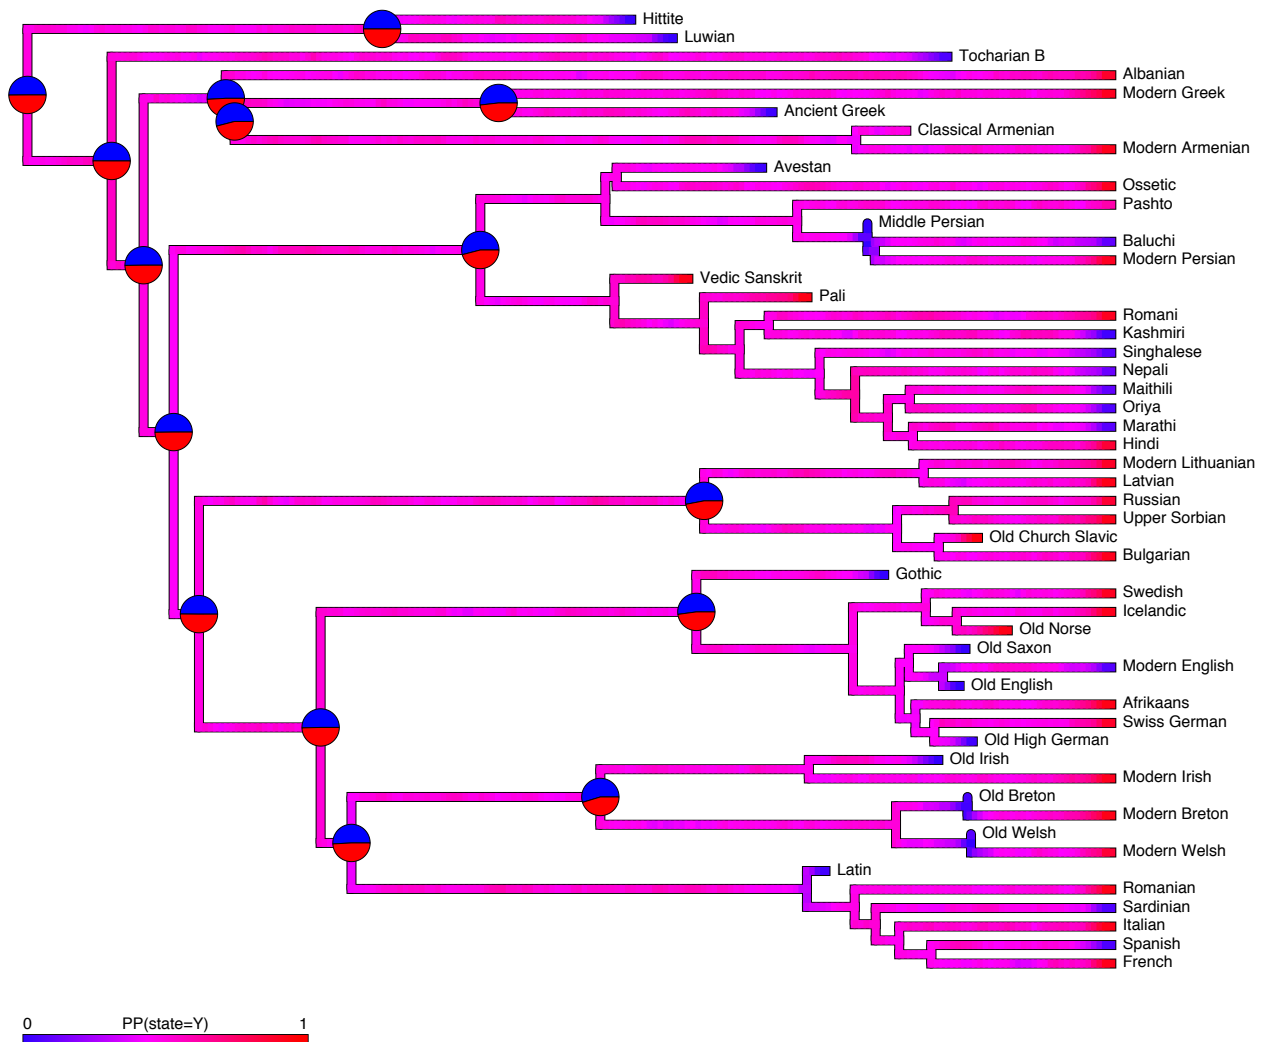 Hittite
Luwian
Tocharian B
Albanian
Modern Greek
Ancient Greek
Classical Armenian
Modern Armenian
Avestan
Ossetic
Pashto
Middle Persian
Baluchi
Modern Persian
Vedic Sanskrit
Pali
Romani
Kashmiri
Singhalese
Nepali
Maithili
Oriya
Marathi
Hindi
Modern Lithuanian
Latvian
Russian
Upper Sorbian
Old Church Slavic
Bulgarian
Gothic
Swedish
Icelandic
Old Norse
Old Saxon
Modern English
Old English
Afrikaans
Swiss German
Old High German
Old Irish
Modern Irish
Old Breton
Modern Breton
Old Welsh
Modern Welsh
Latin
Romanian
Sardinian
Italian
Spanish
French
0 PP(state=Y) 1